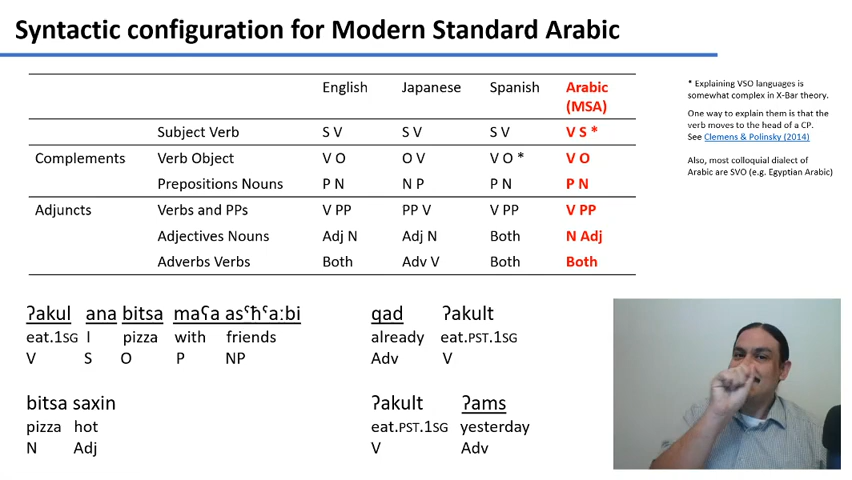 Syntactic configuration for Modern Standard Arabic
English Japanese Spanish Arabic (MSA)
Subject Verb S V S V S V V S *
Complements Verb Object V O O V V O * V O
Prepositions Nouns P N N P P N P N
Adjuncts Verbs and PPs V PP PP V V PP V PP
Adjectives Nouns Adj N Adj N Both N Adj
Adverbs Verbs Both Adv V Both Both
* Explaining VSO languages is
somewhat complex in X-Bar theory.
One way to explain them is that the
verb moves to the head of a CP.
See Clemens & Polinsky (2014)
Also, most colloquial dialect of
Arabic are SVO (e.g. Egyptian Arabic)
ʔakul ana bitsa maʕa asˤħˤaːbi
eat.1SG I pizza with friends
V S O P NP
qad ʔakult
already eat.PST.1SG
Adv V
bitsa saxin
pizza hot
N Adj
ʔakult ʔams
eat.PST.1SG yesterday
V Adv